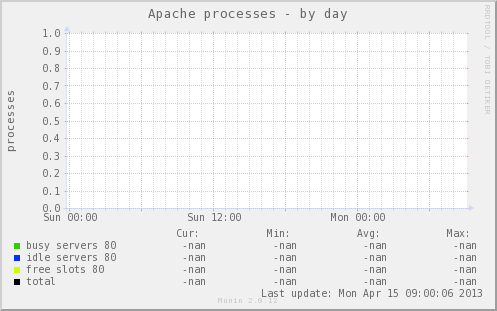 Apache processes - by day
RRDTOOL / TOBI OETIKER
processes
1.0
0.9
0.8
0.7
0.6
0.5
0.4
0.3
0.2
0.1
0.0
Sun 00:00 Sun 12:00 Mon 00:00
Cur: Min: Avg: Max:
busy servers 80 -nan -nan -nan -nan
idle servers 80 -nan -nan -nan -nan
free slots 80 -nan -nan -nan -nan
total -nan -nan -nan -nan
Last update: Mon Apr 15 09:00:06 2013
Munin 2.0.12